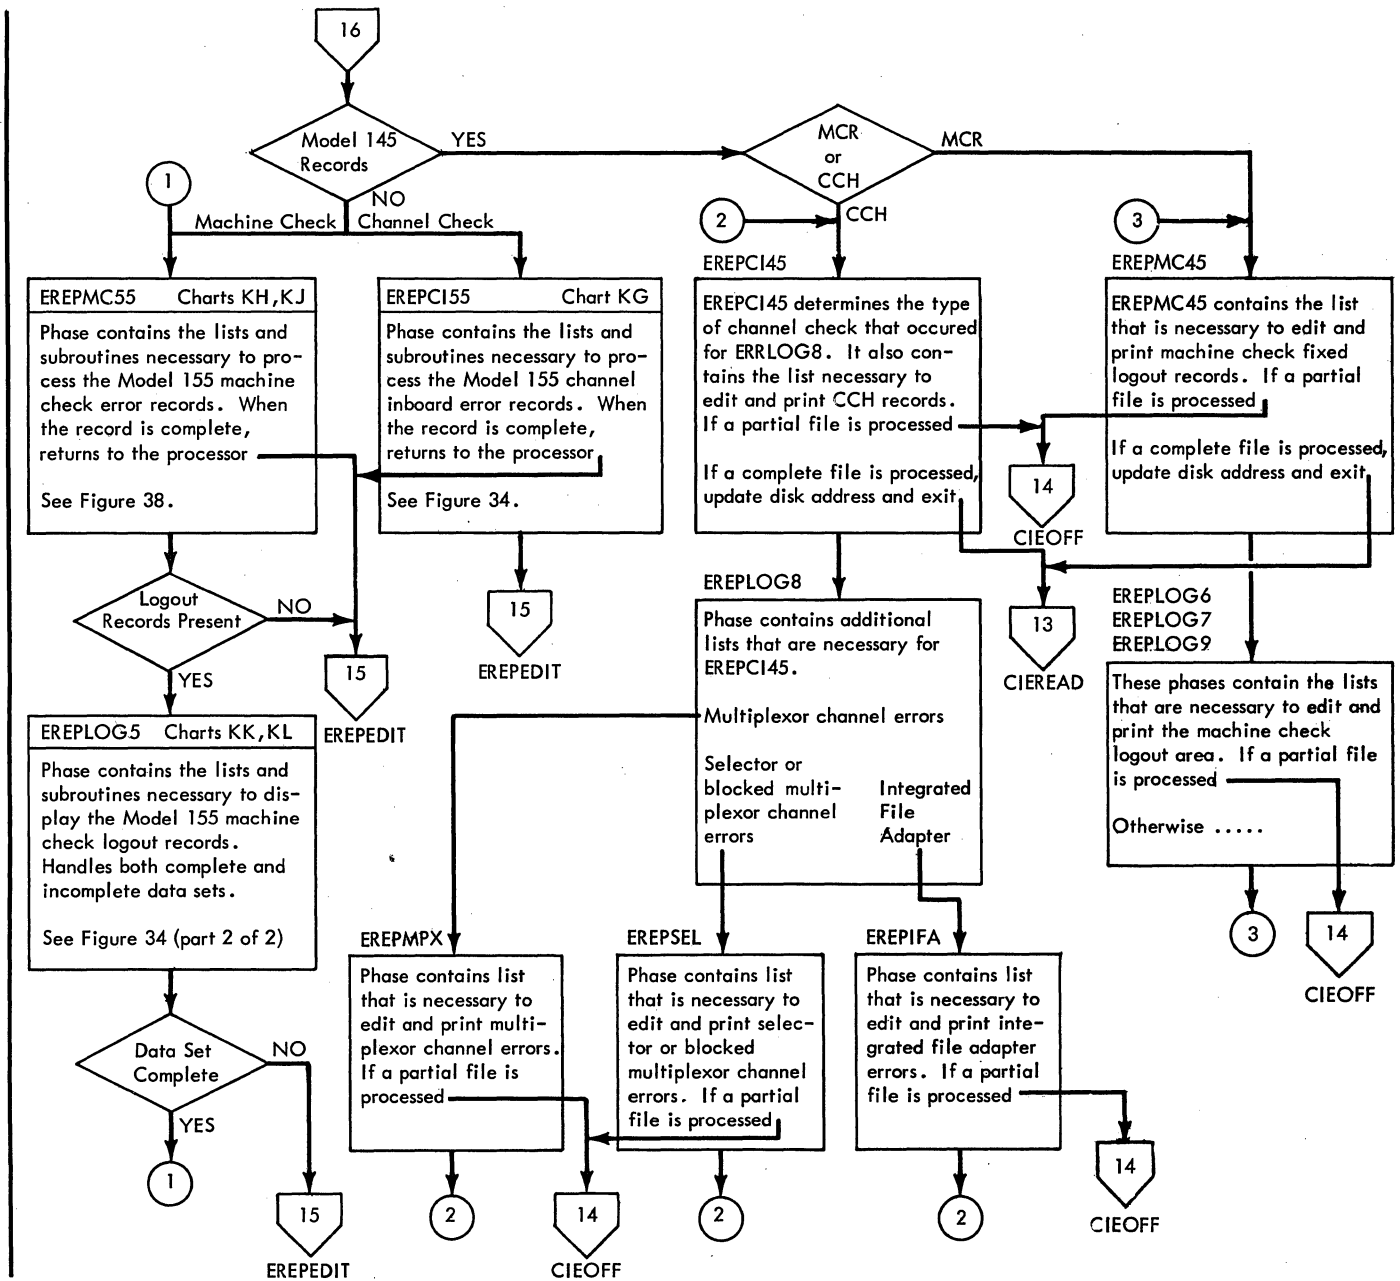 16
Model 145
Records
YES
MCR
or
CCH
MCR
1
NO
Machine Check
Channel Check
2
CCH
3
EREPMC55 Charts KH,KJ
Phase contains the lists and
subroutines necessary to pro-
cess the Model 155 machine
check error records. When
the record is complete,
returns to the processor
See Figure 38.
EREPCI55 Chart KG
Phase contains the lists and
subroutines necessary to pro-
cess the Model 155 channel
inboard error records. When
the record is complete,
returns to the processor
See Figure 34.
EREPCI45
EREPCI45 determines the type
of channel check that occured
for ERRLOG8. It also con-
tains the list necessary to
edit and print CCH records.
If a partial file is processed
If a complete file is processed,
update disk address and exit
EREPMC45
EREPMC45 contains the list
that is necessary to edit and
print machine check fixed
logout records. If a partial
file is processed
If a complete file is processed,
update disk address and exit
14
CIEOFF
Logout
Records Present
NO
YES
15
EREPEDIT
15
EREPEDIT
EREPLOG8
Phase contains additional
lists that are necessary for
EREPCI45.
Multiplexor channel errors
Selector or
blocked multi-
plexor channel
errors
Integrated
File
Adapter
13
CIEREAD
EREPLOG6
EREPLOG7
EREPLOG9
These phases contain the lists
that are necessary to edit and
print the machine check
logout area. If a partial file
is processed
Otherwise .....
3
14
CIEOFF
EREPLOG5 Charts KK,KL
Phase contains the lists and
subroutines necessary to dis-
play the Model 155 machine
check logout records.
Handles both complete and
incomplete data sets.
See Figure 34 (part 2 of 2)
Data Set
Complete
NO
YES
1
15
EREPEDIT
EREPMPX
Phase contains list
that is necessary to
edit and print multi-
plexor channel errors.
If a partial file is
processed
2
14
CIEOFF
EREPSEL
Phase contains list
that is necessary to
edit and print selec-
tor or blocked
multiplexor channel
errors. If a partial
file is processed
2
EREPIFA
Phase contains list
that is necessary to
edit and print inte-
grated file adapter
errors. If a partial
file is processed
2
14
CIEOFF